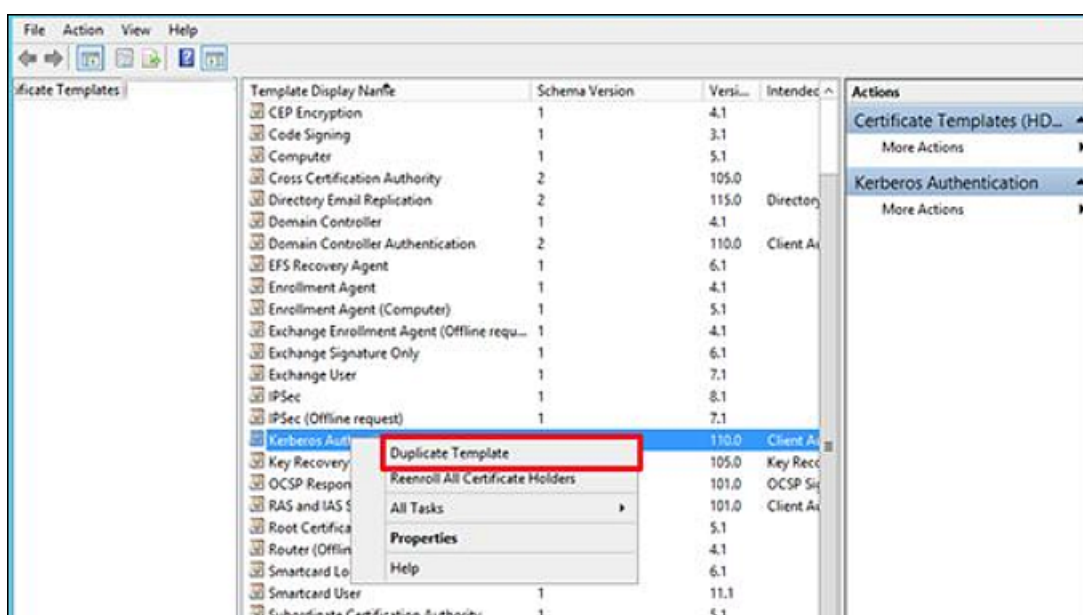 File Action View Help
ificate Templates
Template Display Name Schema Version Versi... Intended
CEP Encryption 1 4.1
Code Signing 1 3.1
Computer 1 5.1
Cross Certification Authority 2 105.0
Directory Email Replication 2 115.0 Directory
Domain Controller 1 4.1
Domain Controller Authentication 2 110.0 Client Au
EFS Recovery Agent 1 6.1
Enrollment Agent 1 4.1
Enrollment Agent (Computer) 1 5.1
Exchange Enrollment Agent (Offline requ... 1 4.1
Exchange Signature Only 1 6.1
Exchange User 1 7.1
IPSec 1 8.1
IPSec (Offline request) 1 7.1
Kerberos Auth 110.0 Client Au
Key Recovery 105.0 Key Reco
OCSP Respon 101.0 OCSP Sig
RAS and IAS S 101.0 Client Au
Root Certifica 5.1
Router (Offlin 4.1
Smartcard Lo 6.1
Smartcard User 1 11.1
Subordinate Certification Authority 1 5.1
Duplicate Template
Reenroll All Certificate Holders
All Tasks
Properties
Help
Actions
Certificate Templates (HD...
More Actions
Kerberos Authentication
More Actions